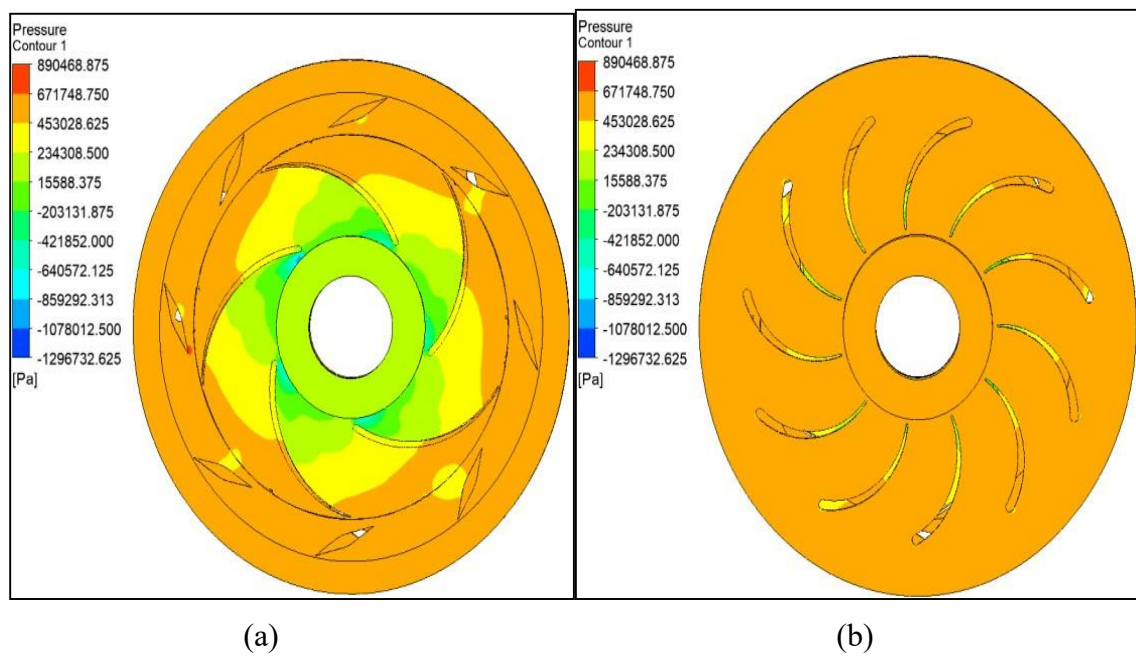 Pressure
Contour 1
890468.875
671748.750
453028.625
234308.500
15588.375
-203131.875
-421852.000
-640572.125
-859292.313
-1078012.500
-1296732.625
[Pa]
(a)
Pressure
Contour 1
890468.875
671748.750
453028.625
234308.500
15588.375
-203131.875
-421852.000
-640572.125
-859292.313
-1078012.500
-1296732.625
[Pa]
(b)